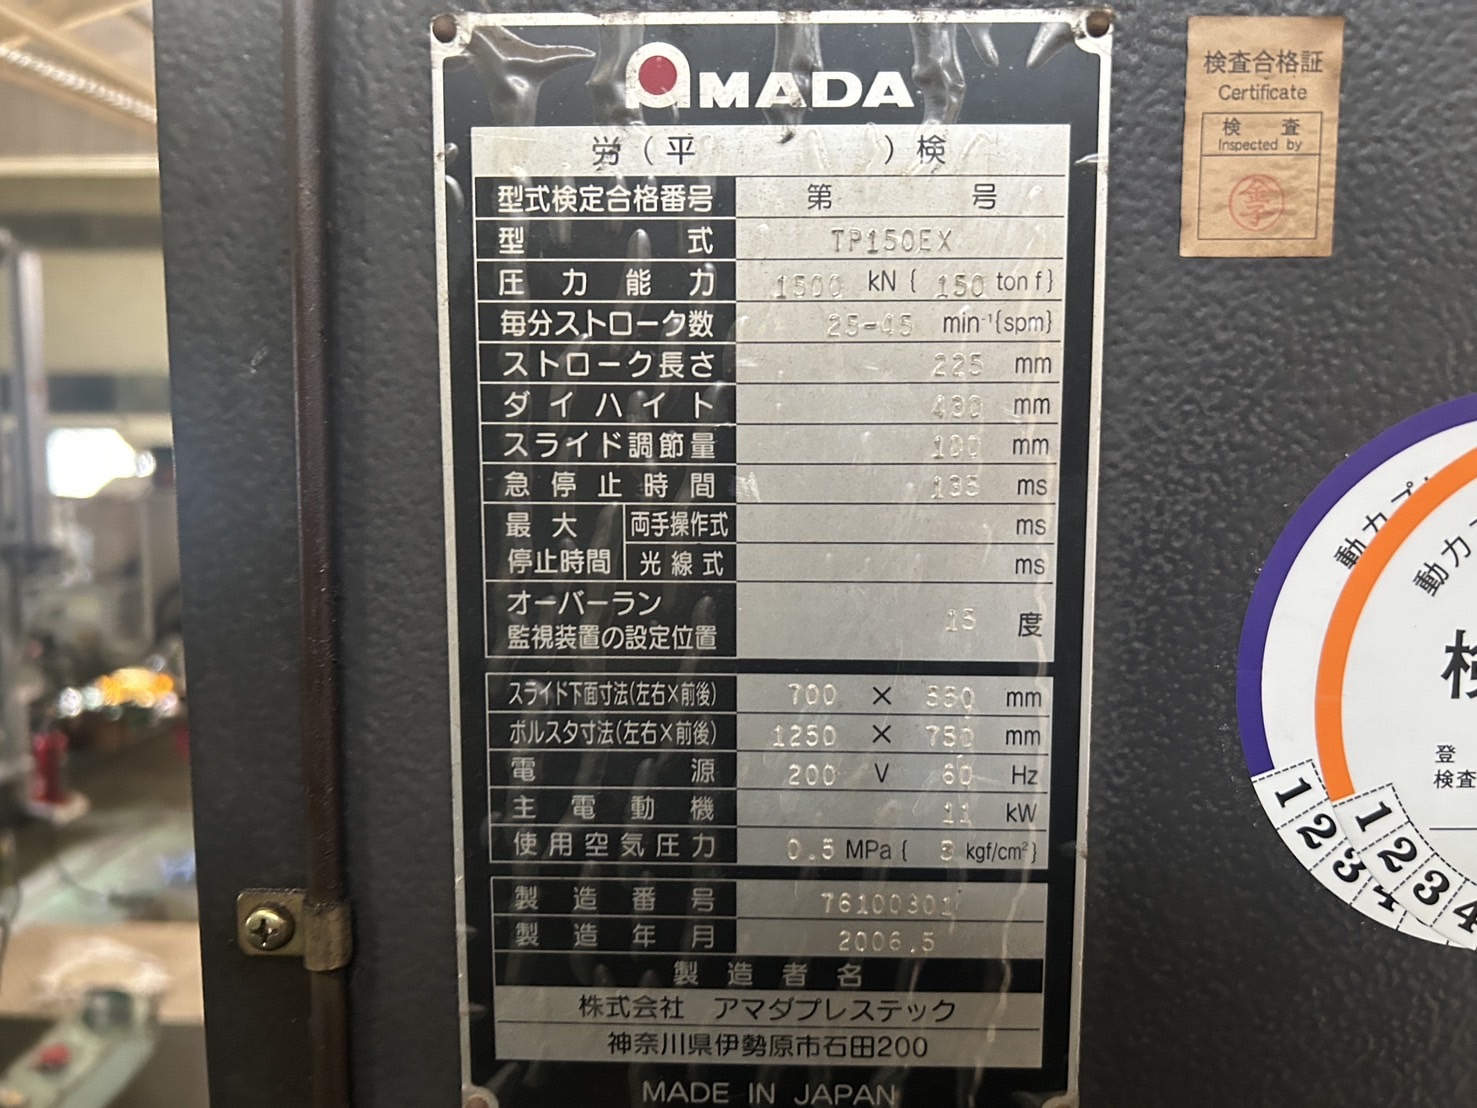 AMADA
労(平 )検
型式検定合格番号 第 号
型式 TP150EX
圧力能力 1500 kN { 150 ton f}
毎分ストローク数 25-45 min⁻¹{spm}
ストローク長さ 225 mm
ダイハイト 430 mm
スライド調節量 100 mm
急停止時間 135 ms
最大停止時間 両手操作式 ms
光線式 ms
オーバーラン
監視装置の設定位置 15 度
スライド下面寸法(左右×前後) 700 × 550 mm
ボルスタ寸法(左右×前後) 1250 × 750 mm
電源 200 V 60 Hz
主電動機 11 kW
使用空気圧力 0.5 MPa { 5 kgf/cm²}
製造番号 76100301
製造年月 2006.5
製造者名
株式会社 アマダプレステック
神奈川県伊勢原市石田200
MADE IN JAPAN
検査合格証
Certificate
検査
Inspected by
金子
動力プ
動力
検
登
検査
1 2 3 4
1 2 3 4